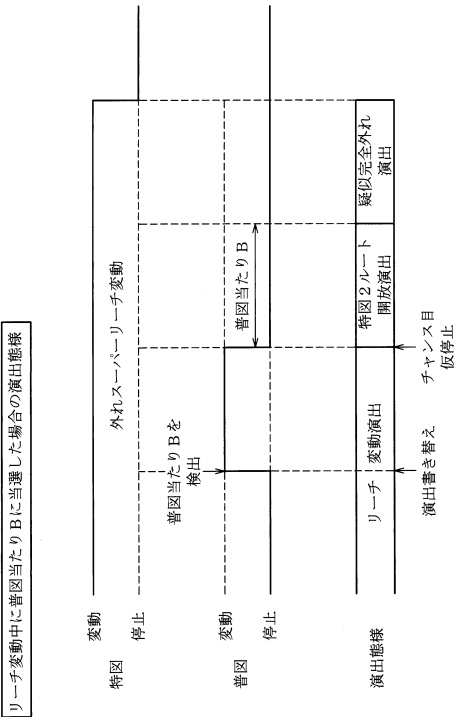 リーチ変動中に普図当たりBに当選した場合の演出態様
特図
変動
停止
外れスーパーリーチ変動
普図当たりBを
検出
普図
変動
停止
普図当たりB
演出態様
リーチ 変動演出
特図2ルート
開放演出
疑似完全外れ
演出
演出書き替え
チャンス目
仮停止